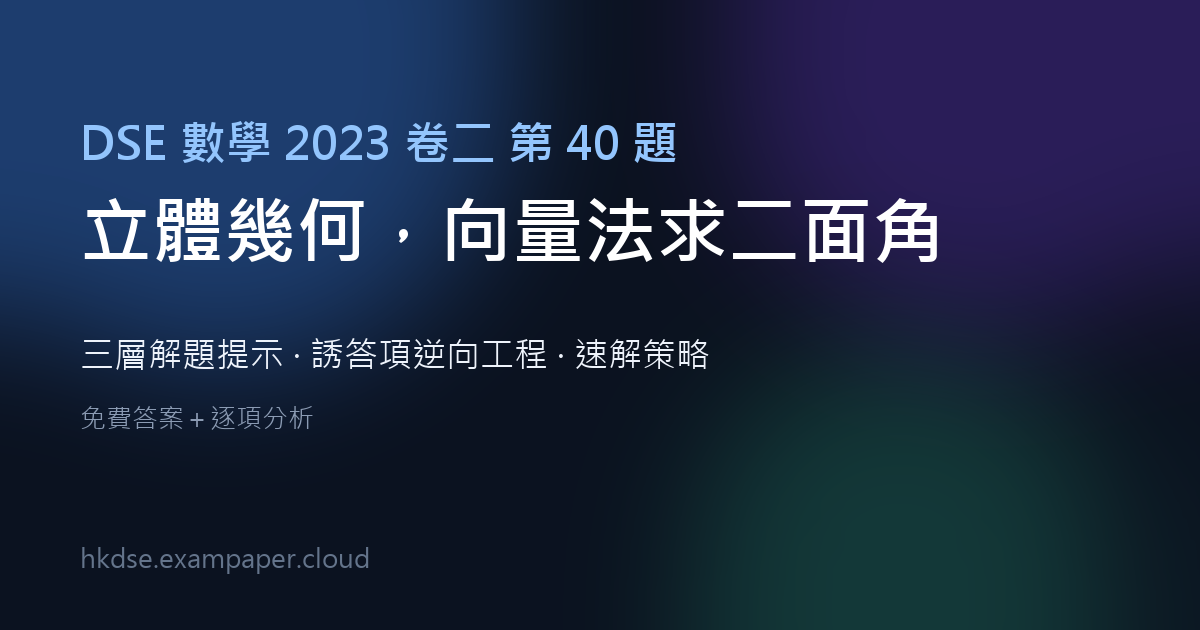 DSE 數學 2023 卷二 第 40 題
立體幾何，向量法求二面角
三層解題提示 · 誘答項逆向工程 · 速解策略
免費答案 + 逐項分析
hkdse.exampaper.cloud